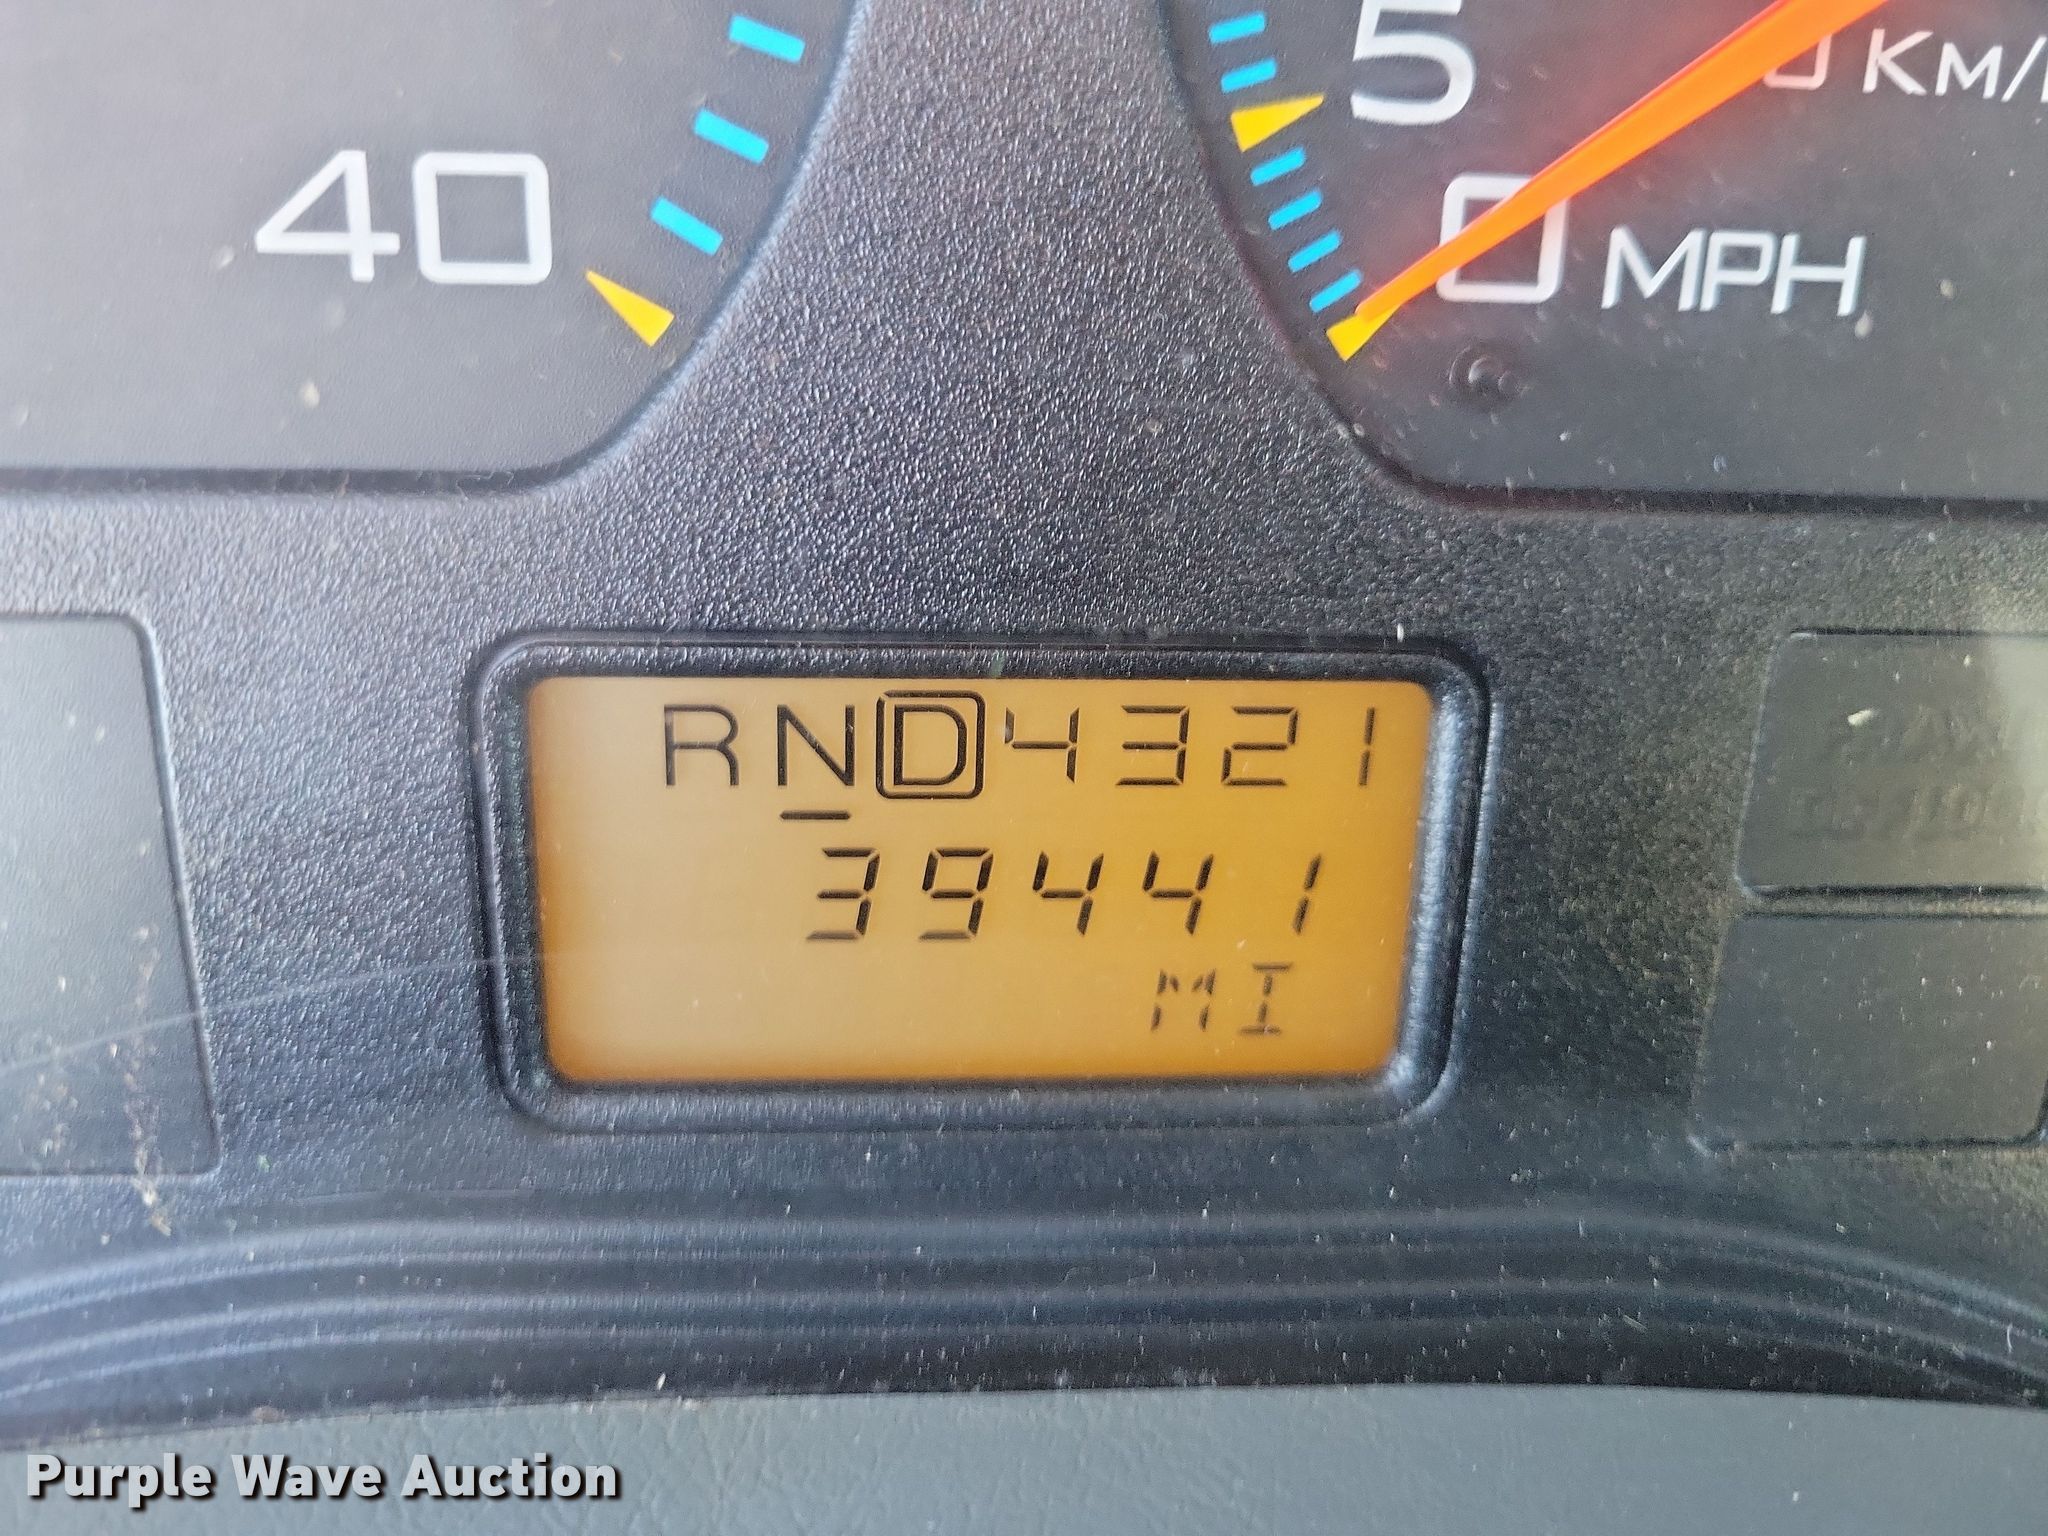 40
5
0 MPH
KM/
RND4321
39441
MI
Purple Wave Auction